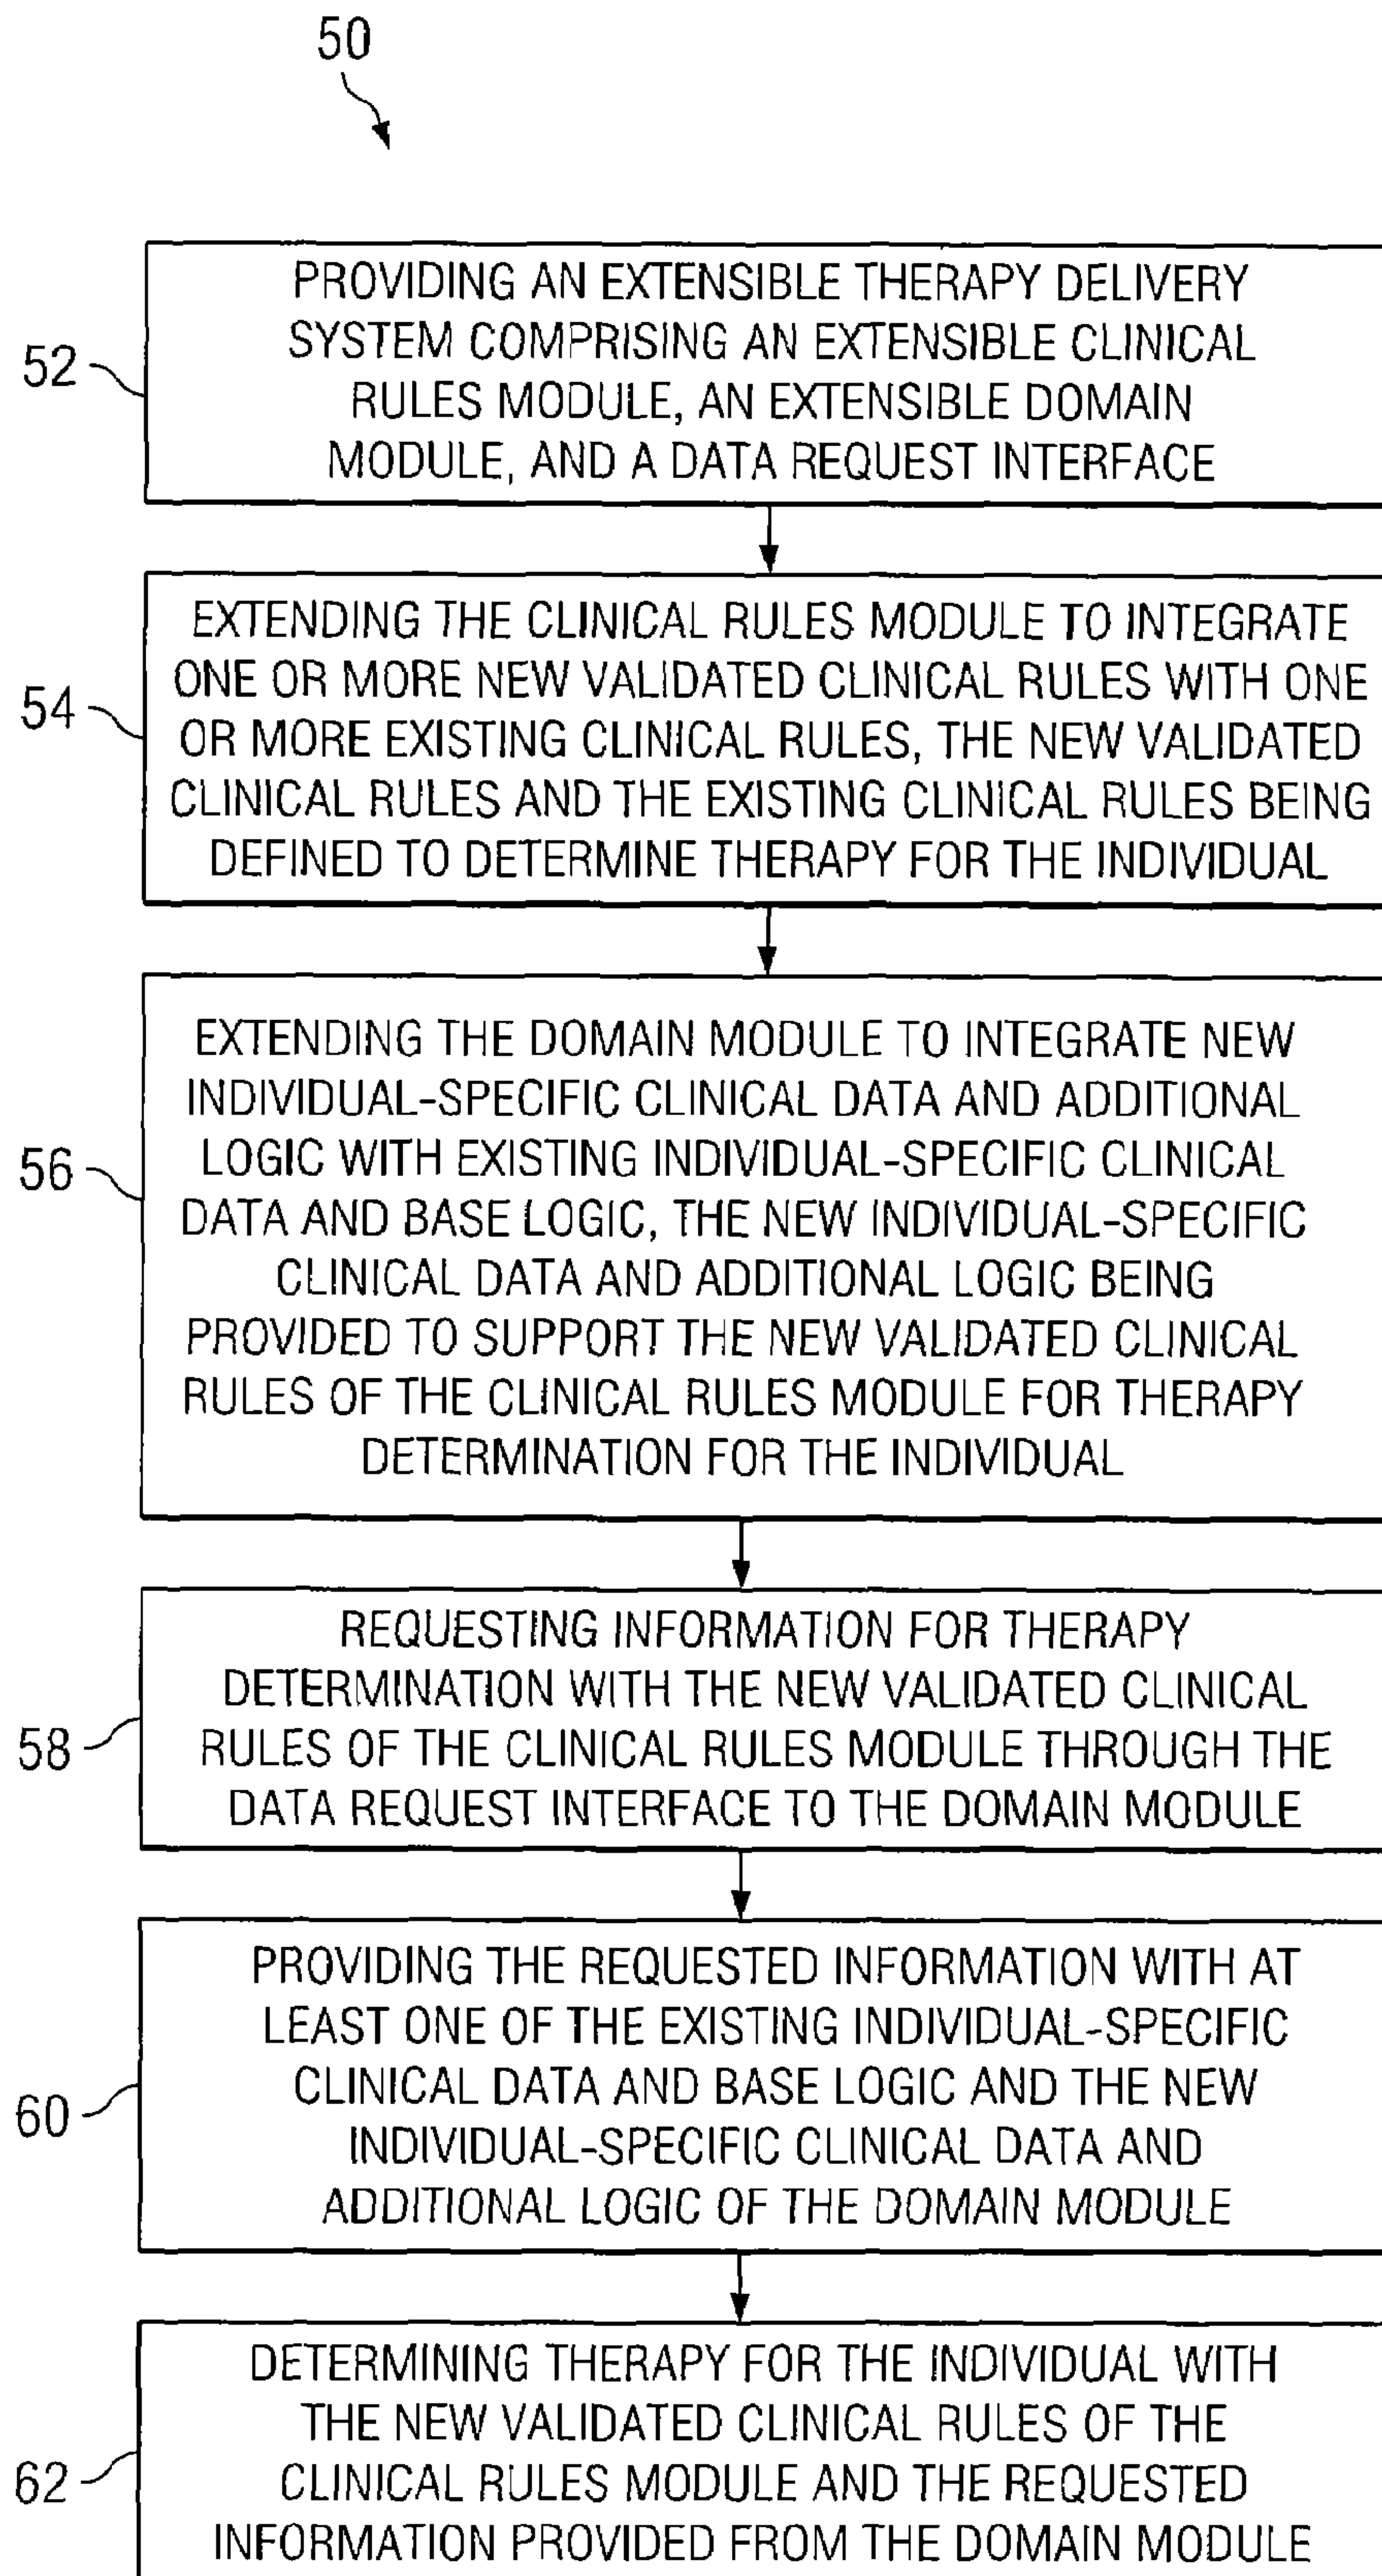 50
52
PROVIDING AN EXTENSIBLE THERAPY DELIVERY
SYSTEM COMPRISING AN EXTENSIBLE CLINICAL
RULES MODULE, AN EXTENSIBLE DOMAIN
MODULE, AND A DATA REQUEST INTERFACE
54
EXTENDING THE CLINICAL RULES MODULE TO INTEGRATE
ONE OR MORE NEW VALIDATED CLINICAL RULES WITH ONE
OR MORE EXISTING CLINICAL RULES, THE NEW VALIDATED
CLINICAL RULES AND THE EXISTING CLINICAL RULES BEING
DEFINED TO DETERMINE THERAPY FOR THE INDIVIDUAL
56
EXTENDING THE DOMAIN MODULE TO INTEGRATE NEW
INDIVIDUAL-SPECIFIC CLINICAL DATA AND ADDITIONAL
LOGIC WITH EXISTING INDIVIDUAL-SPECIFIC CLINICAL
DATA AND BASE LOGIC, THE NEW INDIVIDUAL-SPECIFIC
CLINICAL DATA AND ADDITIONAL LOGIC BEING
PROVIDED TO SUPPORT THE NEW VALIDATED CLINICAL
RULES OF THE CLINICAL RULES MODULE FOR THERAPY
DETERMINATION FOR THE INDIVIDUAL
58
REQUESTING INFORMATION FOR THERAPY
DETERMINATION WITH THE NEW VALIDATED CLINICAL
RULES OF THE CLINICAL RULES MODULE THROUGH THE
DATA REQUEST INTERFACE TO THE DOMAIN MODULE
60
PROVIDING THE REQUESTED INFORMATION WITH AT
LEAST ONE OF THE EXISTING INDIVIDUAL-SPECIFIC
CLINICAL DATA AND BASE LOGIC AND THE NEW
INDIVIDUAL-SPECIFIC CLINICAL DATA AND
ADDITIONAL LOGIC OF THE DOMAIN MODULE
62
DETERMINING THERAPY FOR THE INDIVIDUAL WITH
THE NEW VALIDATED CLINICAL RULES OF THE
CLINICAL RULES MODULE AND THE REQUESTED
INFORMATION PROVIDED FROM THE DOMAIN MODULE